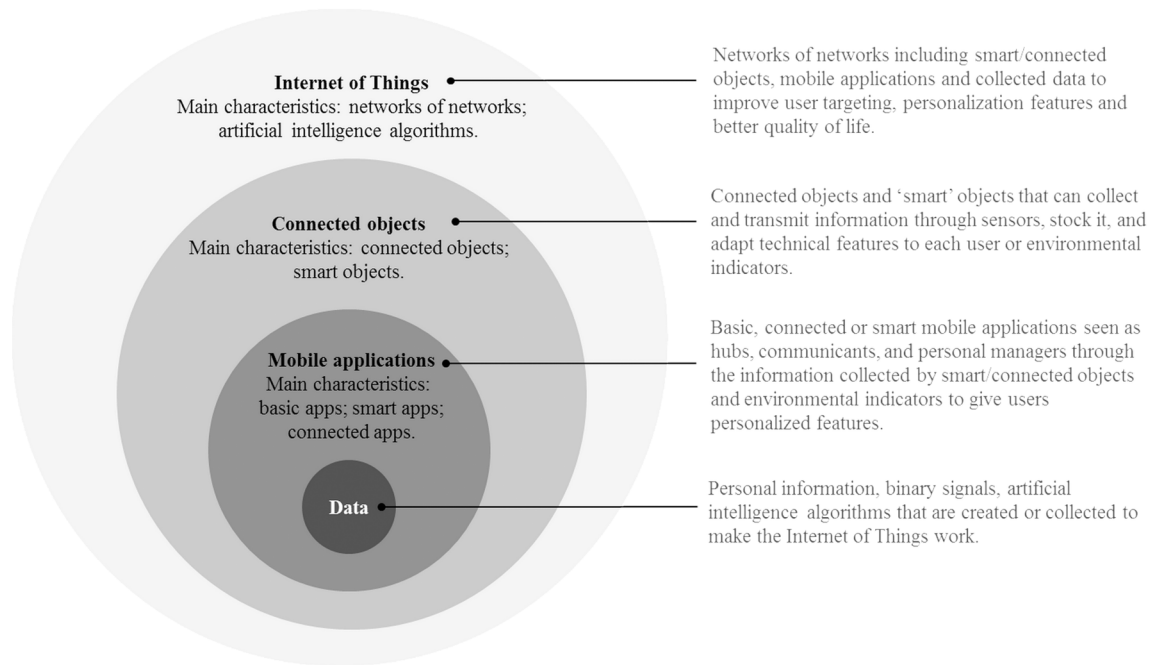 Internet of Things
Main characteristics: networks of networks;
artificial intelligence algorithms.
Networks of networks including smart/connected
objects, mobile applications and collected data to
improve user targeting, personalization features and
better quality of life.
Connected objects
Main characteristics: connected objects;
smart objects.
Connected objects and ‘smart’ objects that can collect
and transmit information through sensors, stock it, and
adapt technical features to each user or environmental
indicators.
Mobile applications
Main characteristics:
basic apps; smart apps;
connected apps.
Basic, connected or smart mobile applications seen as
hubs, communicants, and personal managers through
the information collected by smart/connected objects
and environmental indicators to give users
personalized features.
Data
Personal information, binary signals, artificial
intelligence algorithms that are created or collected to
make the Internet of Things work.